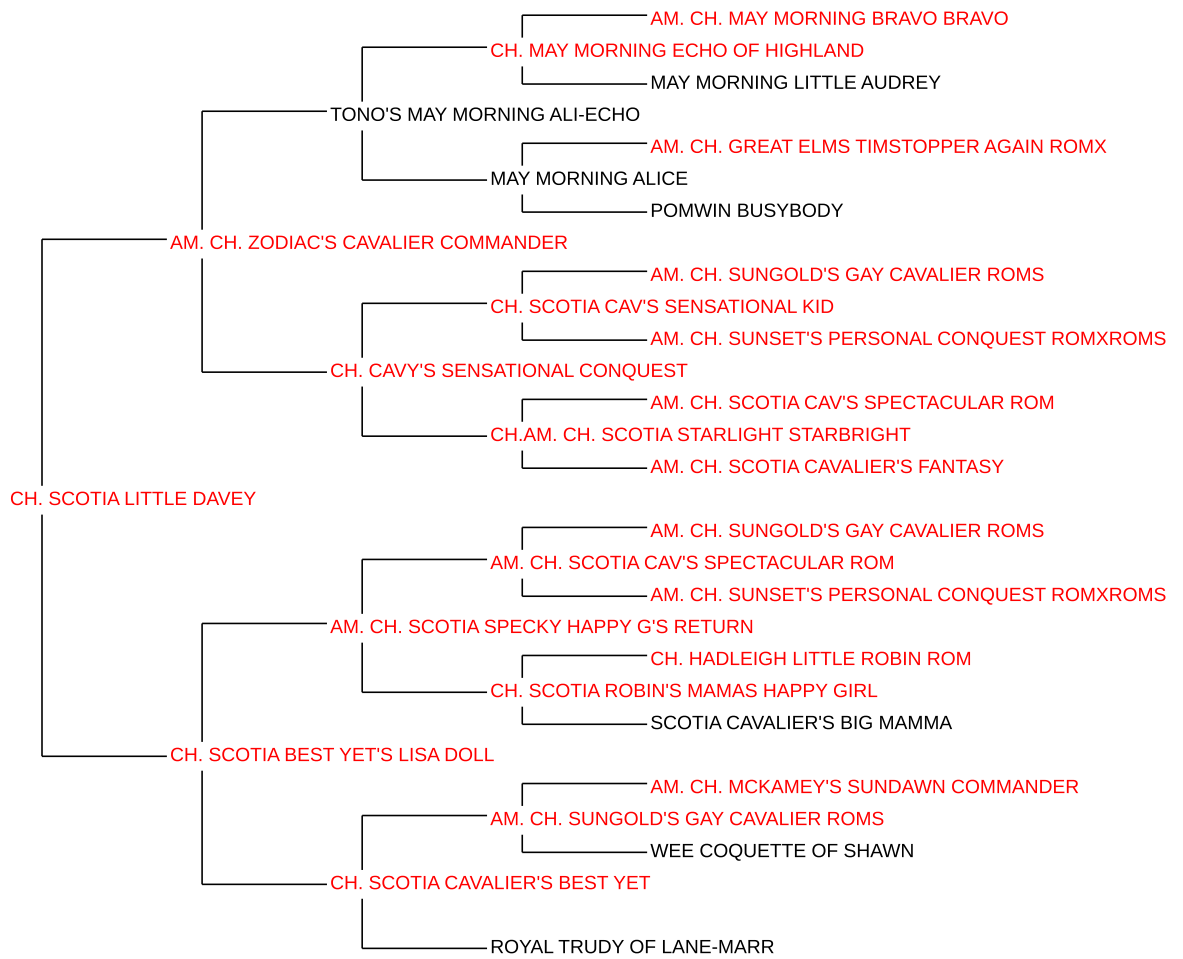 AM. CH. MAY MORNING BRAVO BRAVO
CH. MAY MORNING ECHO OF HIGHLAND
MAY MORNING LITTLE AUDREY
TONO'S MAY MORNING ALI-ECHO
AM. CH. GREAT ELMS TIMSTOPPER AGAIN ROMX
MAY MORNING ALICE
POMWIN BUSYBODY
AM. CH. ZODIAC'S CAVALIER COMMANDER
AM. CH. SUNGOLD'S GAY CAVALIER ROMS
CH. SCOTIA CAV'S SENSATIONAL KID
AM. CH. SUNSET'S PERSONAL CONQUEST ROMXROMS
CH. CAVY'S SENSATIONAL CONQUEST
AM. CH. SCOTIA CAV'S SPECTACULAR ROM
CH.AM. CH. SCOTIA STARLIGHT STARBRIGHT
AM. CH. SCOTIA CAVALIER'S FANTASY
CH. SCOTIA LITTLE DAVEY
AM. CH. SUNGOLD'S GAY CAVALIER ROMS
AM. CH. SCOTIA CAV'S SPECTACULAR ROM
AM. CH. SUNSET'S PERSONAL CONQUEST ROMXROMS
AM. CH. SCOTIA SPECKY HAPPY G'S RETURN
CH. HADLEIGH LITTLE ROBIN ROM
CH. SCOTIA ROBIN'S MAMAS HAPPY GIRL
SCOTIA CAVALIER'S BIG MAMMA
CH. SCOTIA BEST YET'S LISA DOLL
AM. CH. MCKAMEY'S SUNDAWN COMMANDER
AM. CH. SUNGOLD'S GAY CAVALIER ROMS
WEE COQUETTE OF SHAWN
CH. SCOTIA CAVALIER'S BEST YET
ROYAL TRUDY OF LANE-MARR